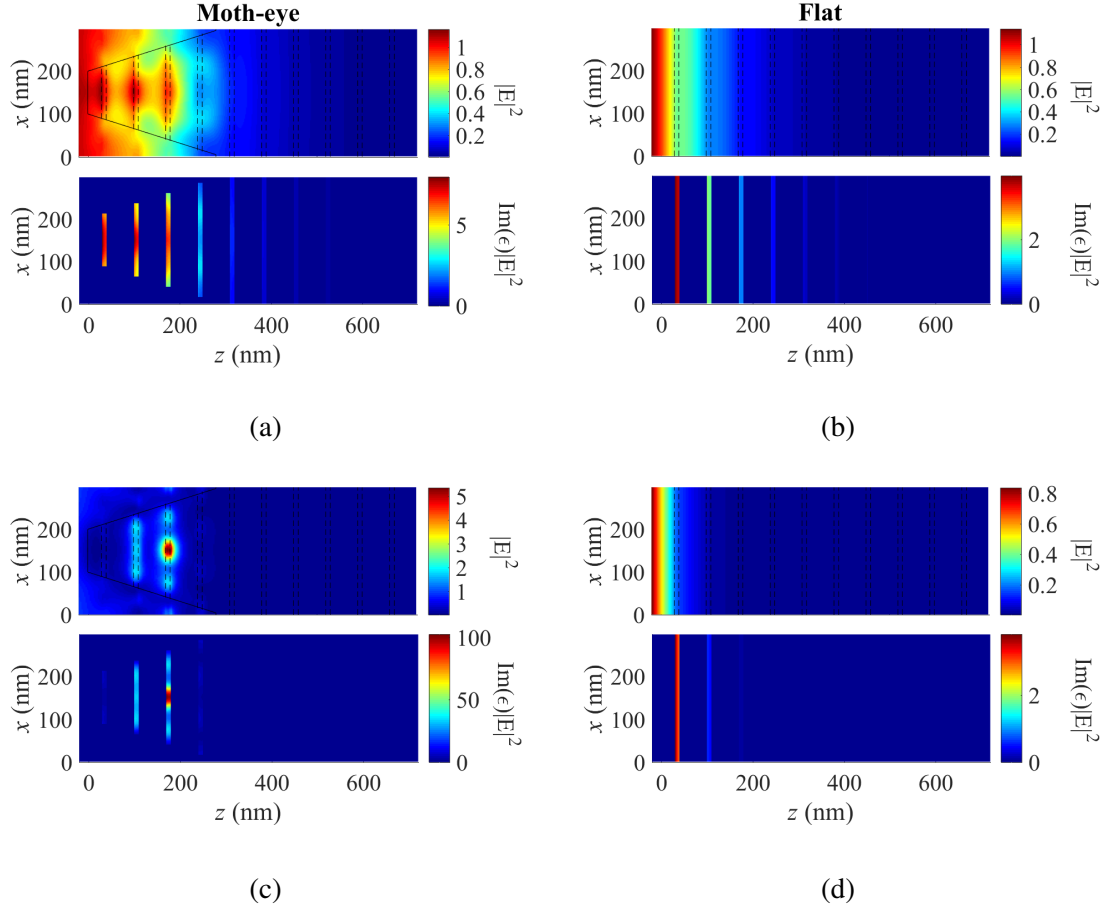 Moth-eye
Flat
x (nm)
200
100
0
1
0.8
0.6
0.4
0.2
|E|²
x (nm)
200
100
0
1
0.8
0.6
0.4
0.2
|E|²
x (nm)
200
100
0
5
0
Im(ϵ)|E|²
0 200 400 600
z (nm)
x (nm)
200
100
0
2
0
Im(ϵ)|E|²
0 200 400 600
z (nm)
(a)
(b)
x (nm)
200
100
0
5
4
3
2
1
|E|²
x (nm)
200
100
0
0.8
0.6
0.4
0.2
|E|²
x (nm)
200
100
0
100
50
0
Im(ϵ)|E|²
0 200 400 600
z (nm)
x (nm)
200
100
0
2
0
Im(ϵ)|E|²
0 200 400 600
z (nm)
(c)
(d)